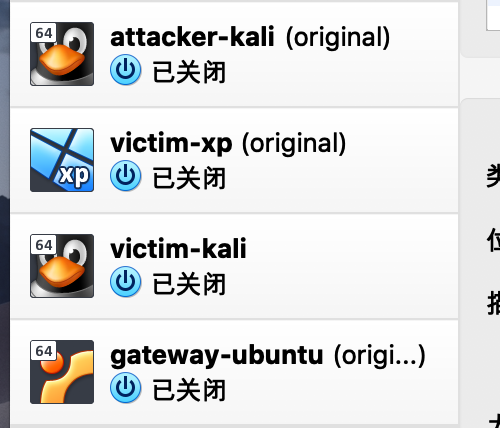 64
attacker-kali (original)
已关闭
xp
victim-xp (original)
已关闭
64
victim-kali
已关闭
64
gateway-ubuntu (origi...)
已关闭